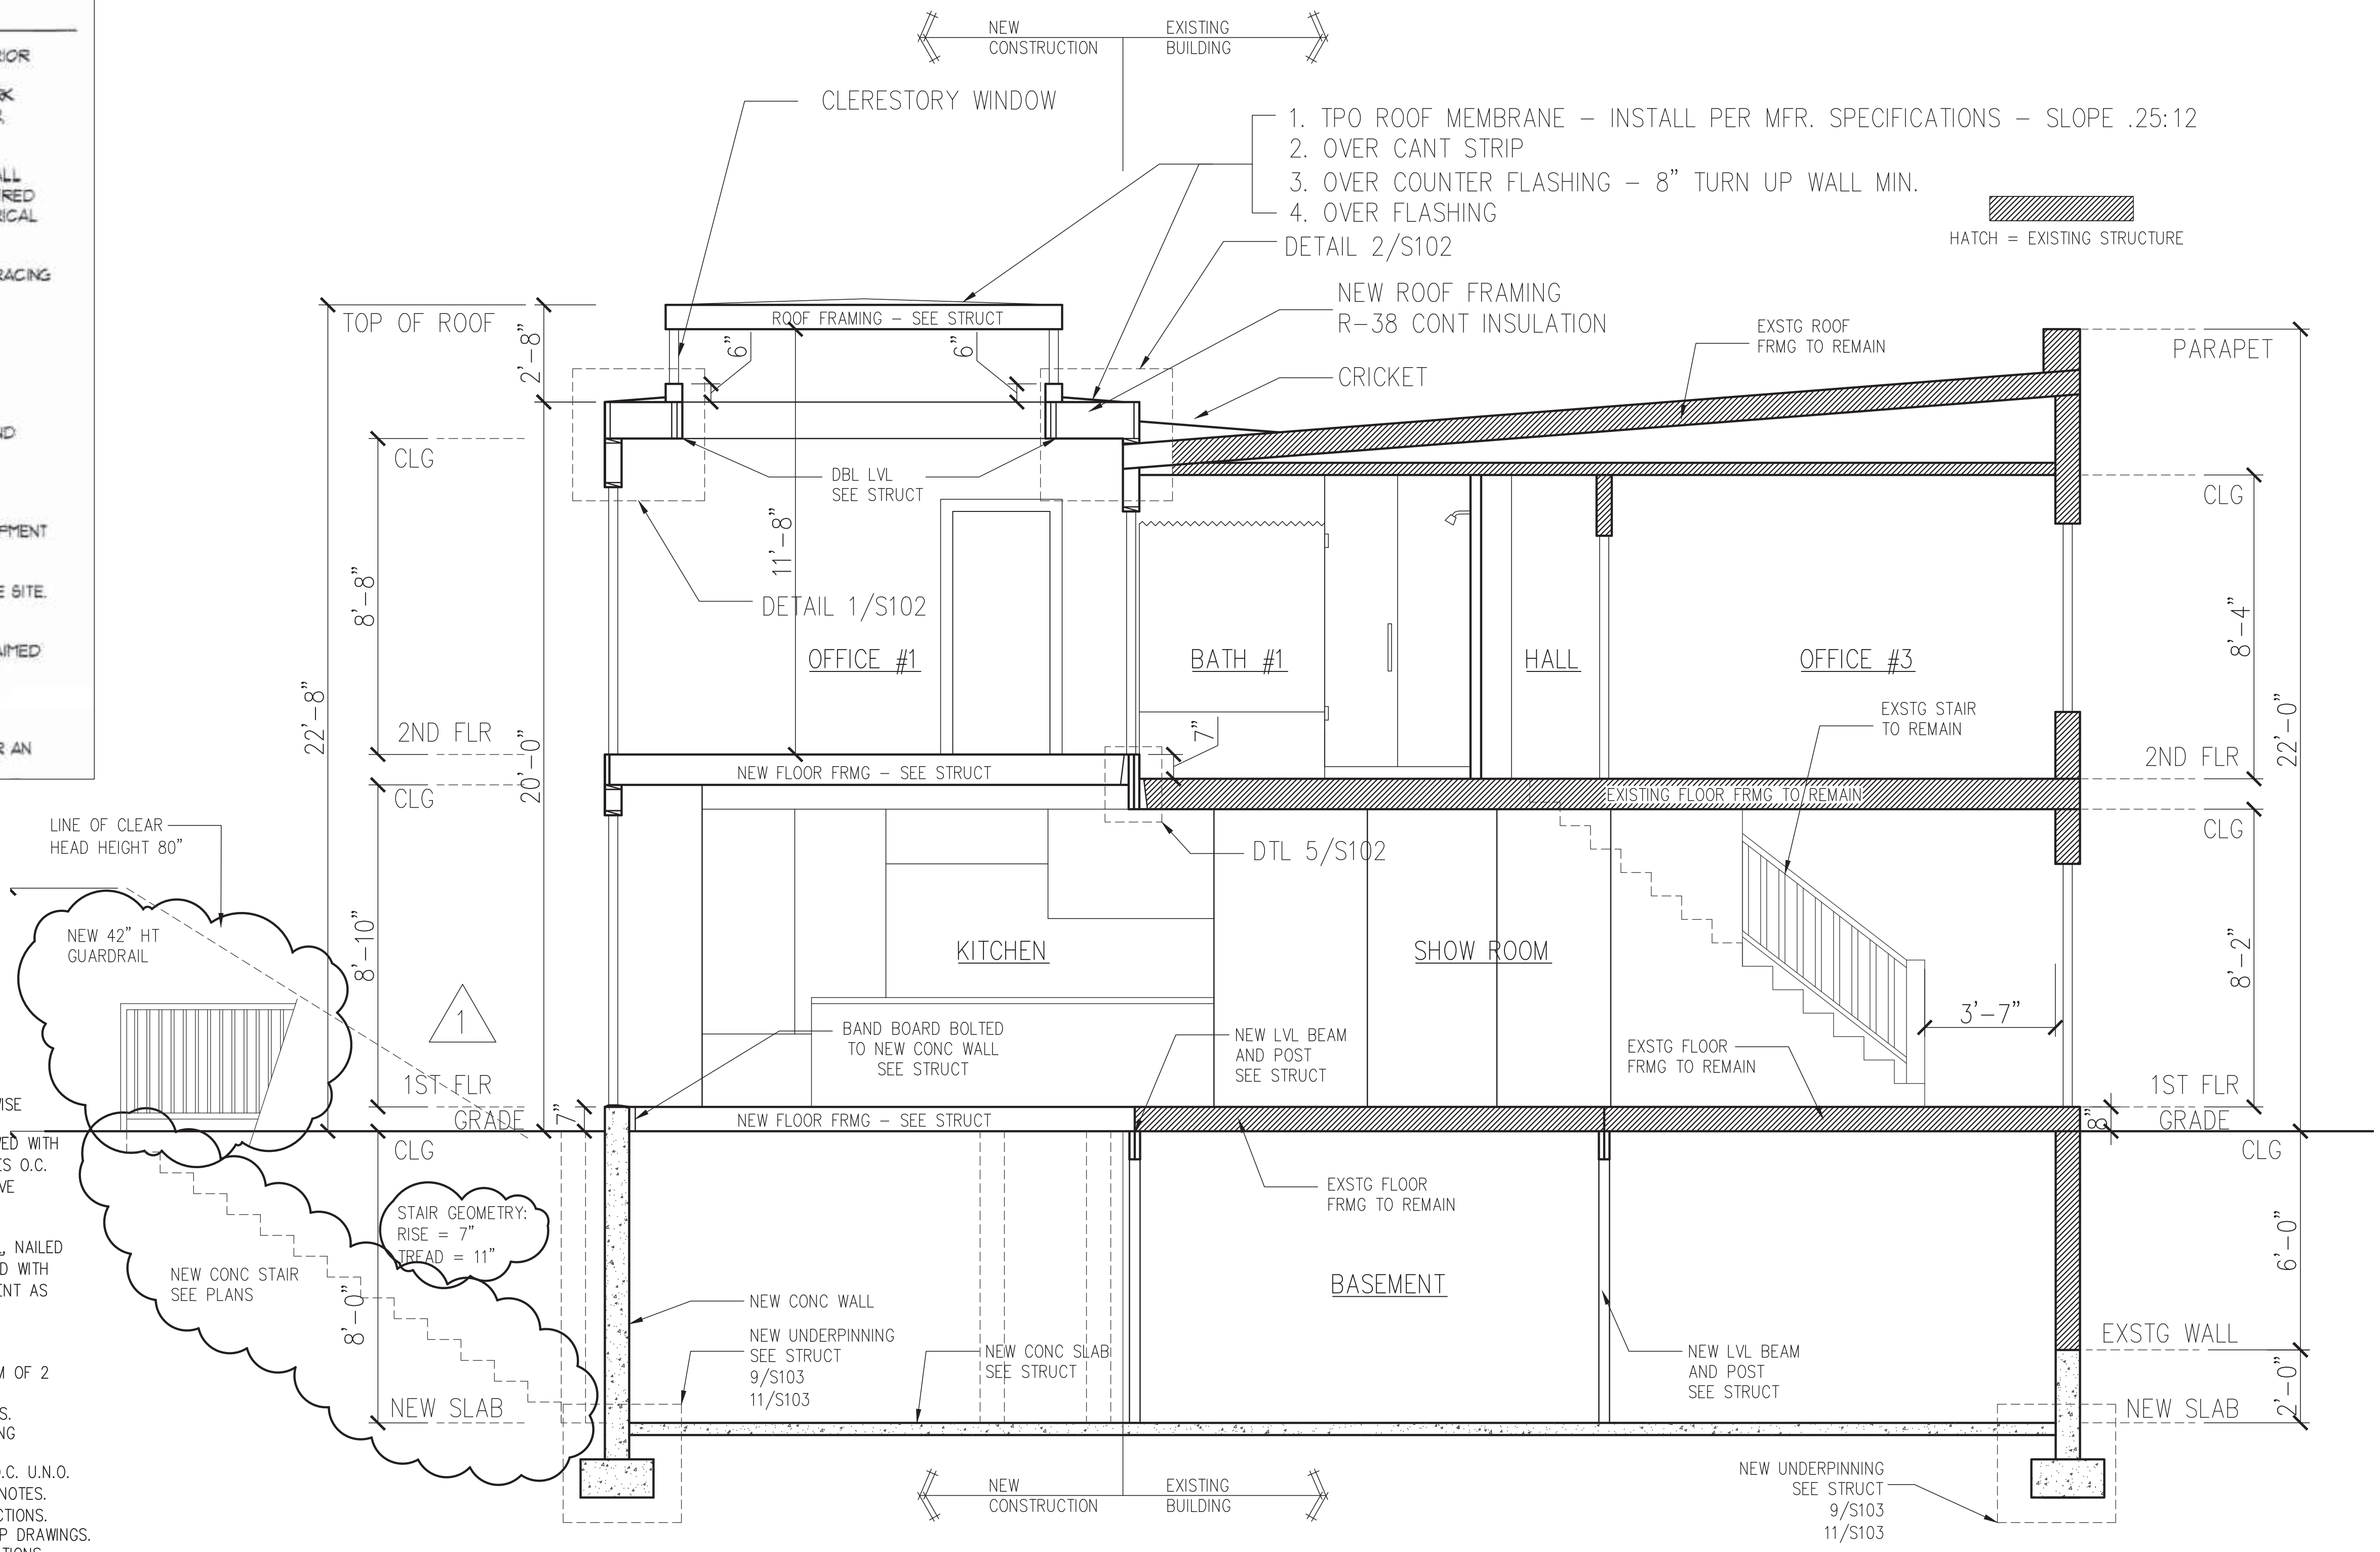 NEW
CONSTRUCTION
EXISTING
BUILDING
CLERESTORY WINDOW
1. TPO ROOF MEMBRANE – INSTALL PER MFR. SPECIFICATIONS – SLOPE .25:12
2. OVER CANT STRIP
3. OVER COUNTER FLASHING – 8" TURN UP WALL MIN.
4. OVER FLASHING
HATCH = EXISTING STRUCTURE
DETAIL 2/S102
NEW ROOF FRAMING
R-38 CONT INSULATION
CRICKET
EXSTG ROOF
FRMG TO REMAIN
TOP OF ROOF
ROOF FRAMING – SEE STRUCT
PARAPET
2'-8"
6"
6"
CLG
DBL LVL
SEE STRUCT
CLG
11'-8"
8'-8"
DETAIL 1/S102
OFFICE #1
BATH #1
HALL
OFFICE #3
8'-4"
22'-8"
20'-0"
22'-0"
EXSTG STAIR
TO REMAIN
7"
2ND FLR
2ND FLR
NEW FLOOR FRMG – SEE STRUCT
EXISTING FLOOR FRMG TO REMAIN
CLG
CLG
LINE OF CLEAR
HEAD HEIGHT 80"
DTL 5/S102
NEW 42" HT
GUARDRAIL
8'-10"
KITCHEN
SHOW ROOM
8'-2"
1
3'-7"
BAND BOARD BOLTED
TO NEW CONC WALL
SEE STRUCT
NEW LVL BEAM
AND POST
SEE STRUCT
EXSTG FLOOR
FRMG TO REMAIN
1ST FLR
1ST FLR
GRADE
7"
NEW FLOOR FRMG – SEE STRUCT
8"
GRADE
CLG
CLG
EXSTG FLOOR
FRMG TO REMAIN
STAIR GEOMETRY:
RISE = 7"
TREAD = 11"
NEW CONC STAIR
SEE PLANS
8'-0"
BASEMENT
6'-0"
NEW CONC WALL
NEW UNDERPINNING
SEE STRUCT
9/S103
11/S103
NEW CONC SLAB
SEE STRUCT
NEW LVL BEAM
AND POST
SEE STRUCT
EXSTG WALL
2'-0"
NEW SLAB
NEW SLAB
NEW
CONSTRUCTION
EXISTING
BUILDING
NEW UNDERPINNING
SEE STRUCT
9/S103
11/S103
ES O.C.
NAILED
D WITH
ENT AS
M OF 2
O.C. U.N.O.
NOTES.
P DRAWINGS.
E SITE.
R AN